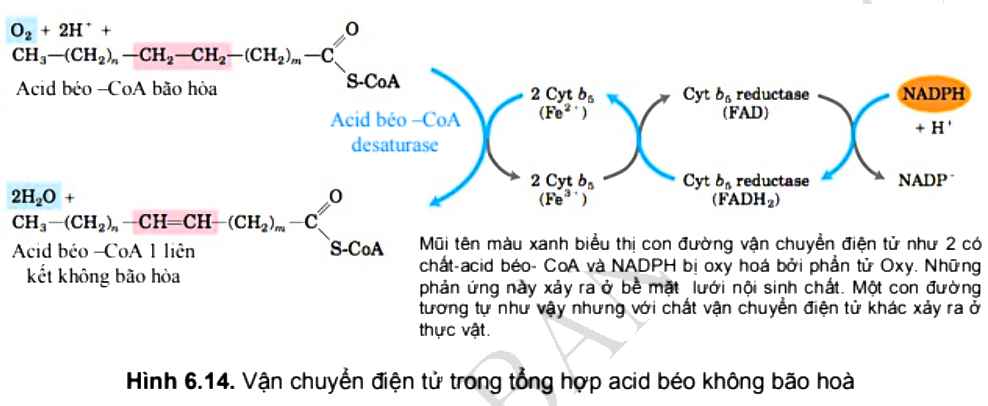 O₂ + 2H⁺ +
CH₃—(CH₂)ₙ—CH₂—CH₂—(CH₂)ₘ—C
O
S-CoA
Acid béo –CoA bão hòa
Acid béo –CoA
desaturase
2 Cyt b₅
(Fe²⁺)
Cyt b₅ reductase
(FAD)
NADPH
+ H⁺
2 Cyt b₅
(Fe³⁺)
Cyt b₅ reductase
(FADH₂)
NADP⁻
2H₂O +
CH₃—(CH₂)ₙ—CH=CH—(CH₂)ₘ—C
O
S-CoA
Acid béo –CoA 1 liên
kết không bão hòa
Mũi tên màu xanh biểu thị con đường vận chuyển điện tử như 2 có
chất-acid béo- CoA và NADPH bị oxy hoá bởi phần tử Oxy. Những
phản ứng này xảy ra ở bề mặt lưới nội sinh chất. Một con đường
tương tự như vậy nhưng với chất vận chuyển điện tử khác xảy ra ở
thực vật.
Hình 6.14. Vận chuyển điện tử trong tổng hợp acid béo không bão hoà